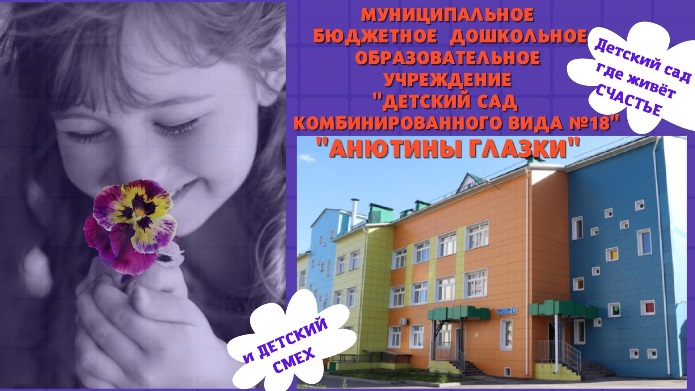 МУНИЦИПАЛЬНОЕ
БЮДЖЕТНОЕ ДОШКОЛЬНОЕ
ОБРАЗОВАТЕЛЬНОЕ
УЧРЕЖДЕНИЕ
"ДЕТСКИЙ САД
КОМБИНИРОВАННОГО ВИДА №18"
"АНЮТИНЫ ГЛАЗКИ"
Детский сад
где живёт
СЧАСТЬЕ
и ДЕТСКИЙ
СМЕХ